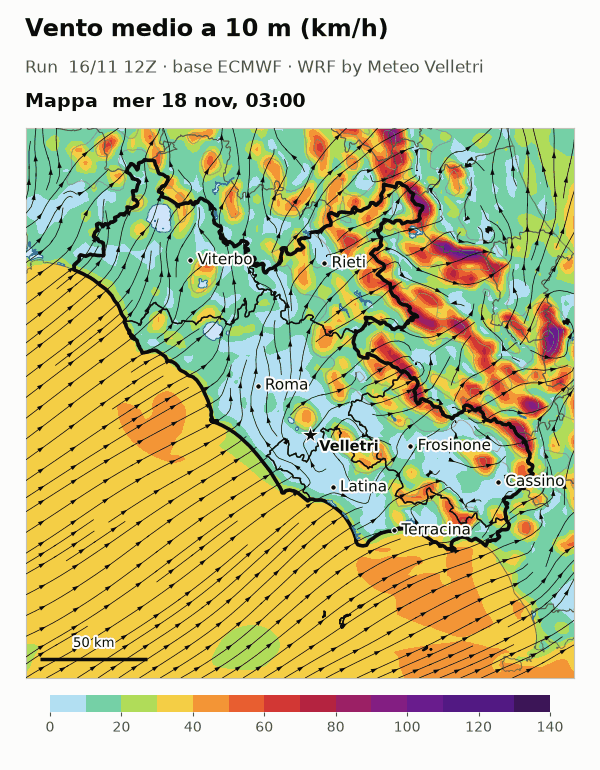 Vento medio a 10 m (km/h)
Run  16/11 12Z · base ECMWF · WRF by Meteo Velletri
Mappa  mer 18 nov, 03:00
Viterbo
Rieti
Roma
Velletri
Frosinone
Cassino
Latina
Terracina
50 km
0 20 40 60 80 100 120 140